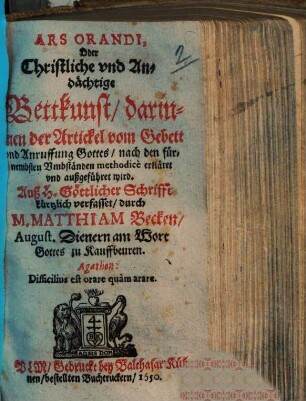 2
ARS ORANDI,
Oder
Christliche vnd An-
dächtige
Bettkunst / darin-
nen der Artickel vom Gebett
vnd Anruffung Gottes / nach den für-
nembsten Vmbständen methodicè erkläret
vnd außgeführet wird.
Auß H. Göttlicher Schrifft
kürtzlich verfasset / durch
M. MATTHIAM Becken /
August. Dienern am Wort
Gottes zu Kauffbeuren.
Agathon:
Difficilius est orare quàm arare.
VLM / Gedruckt bey Balthasar Küh-
nen / bestellten Buchtruckern / 1650.